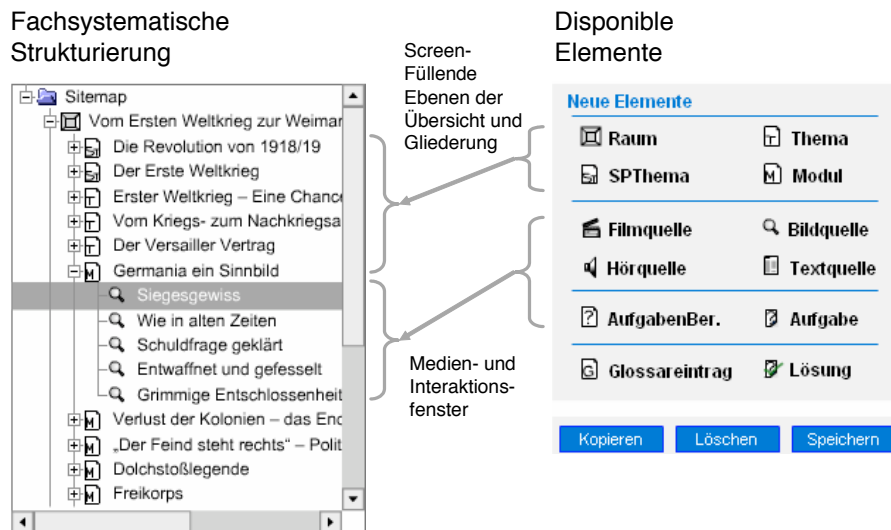 Fachsystematische
Strukturierung
Sitemap
Vom Ersten Weltkrieg zur Weimar
ST Die Revolution von 1918/19
ST Der Erste Weltkrieg
T Erster Weltkrieg – Eine Chance
T Vom Kriegs- zum Nachkriegsa
T Der Versailler Vertrag
M Germania ein Sinnbild
Siegesgewiss
Wie in alten Zeiten
Schuldfrage geklärt
Entwaffnet und gefesselt
Grimmige Entschlossenheit
M Verlust der Kolonien – das End
M „Der Feind steht rechts“ – Polit
M Dolchstoßlegende
M Freikorps
Screen-
Füllende
Ebenen der
Übersicht und
Gliederung
Medien- und
Interaktions-
fenster
Disponible
Elemente
Neue Elemente
Raum T Thema
ST SPThema M Modul
Filmquelle Bildquelle
Hörquelle Textquelle
? AufgabenBer. Aufgabe
G Glossareintrag Lösung
Kopieren Löschen Speichern